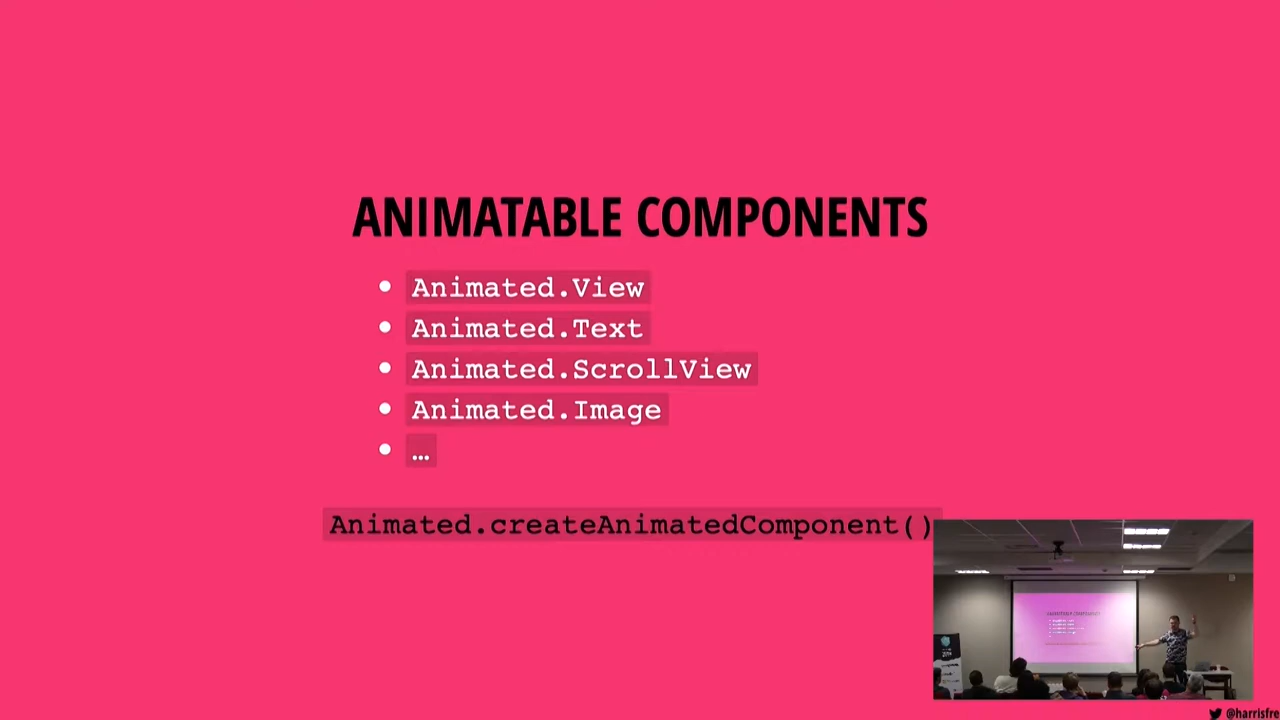 ANIMATABLE COMPONENTS
Animated.View
Animated.Text
Animated.ScrollView
Animated.Image
…
Animated.createAnimatedComponent()
@harrisfre